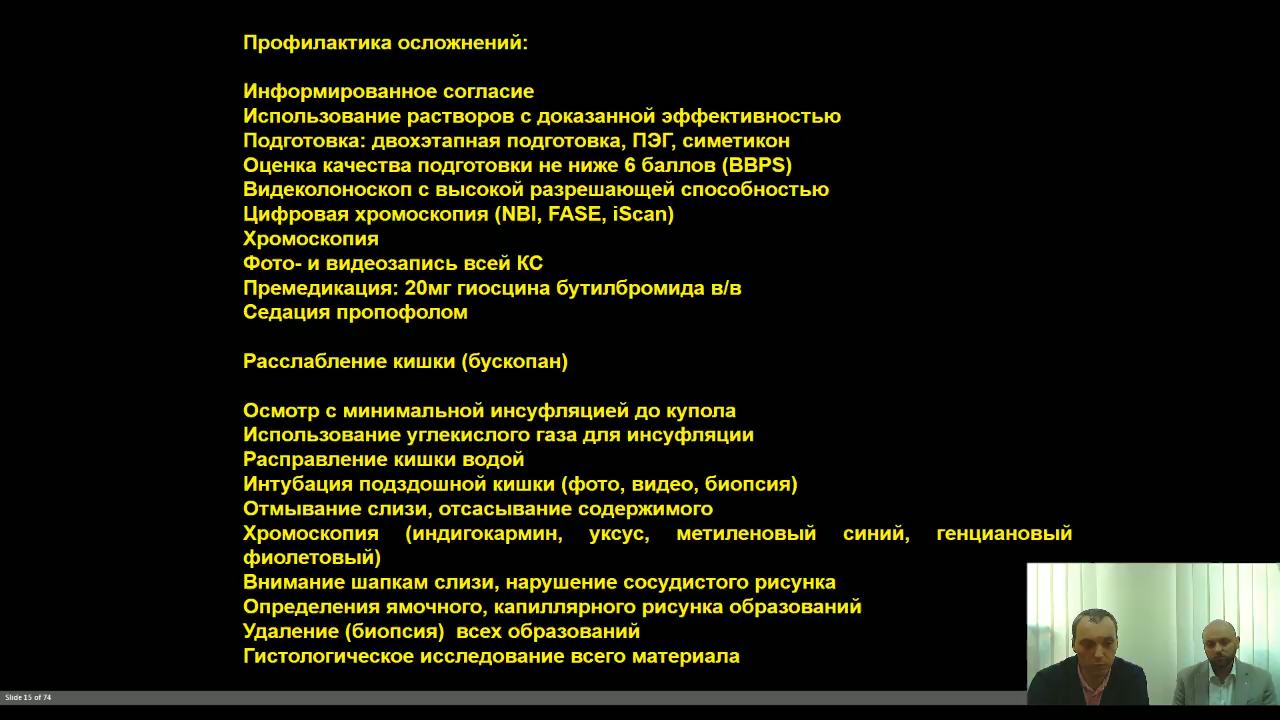 Профилактика осложнений:
Информированное согласие
Использование растворов с доказанной эффективностью
Подготовка: двохэтапная подготовка, ПЭГ, симетикон
Оценка качества подготовки не ниже 6 баллов (BBPS)
Видеколоноскоп с высокой разрешающей способностью
Цифровая хромоскопия (NBI, FASE, iScan)
Хромоскопия
Фото- и видеозапись всей КС
Премедикация: 20мг гиосцина бутилбромида в/в
Седация пропофолом
Расслабление кишки (бускопан)
Осмотр с минимальной инсуфляцией до купола
Использование углекислого газа для инсуфляции
Расправление кишки водой
Интубация подздошной кишки (фото, видео, биопсия)
Отмывание слизи, отсасывание содержимого
Хромоскопия (индигокармин, уксус, метиленовый синий, генциановый
фиолетовый)
Внимание шапкам слизи, нарушение сосудистого рисунка
Определения ямочного, капиллярного рисунка образований
Удаление (биопсия) всех образований
Гистологическое исследование всего материала
Slide 15 of 74